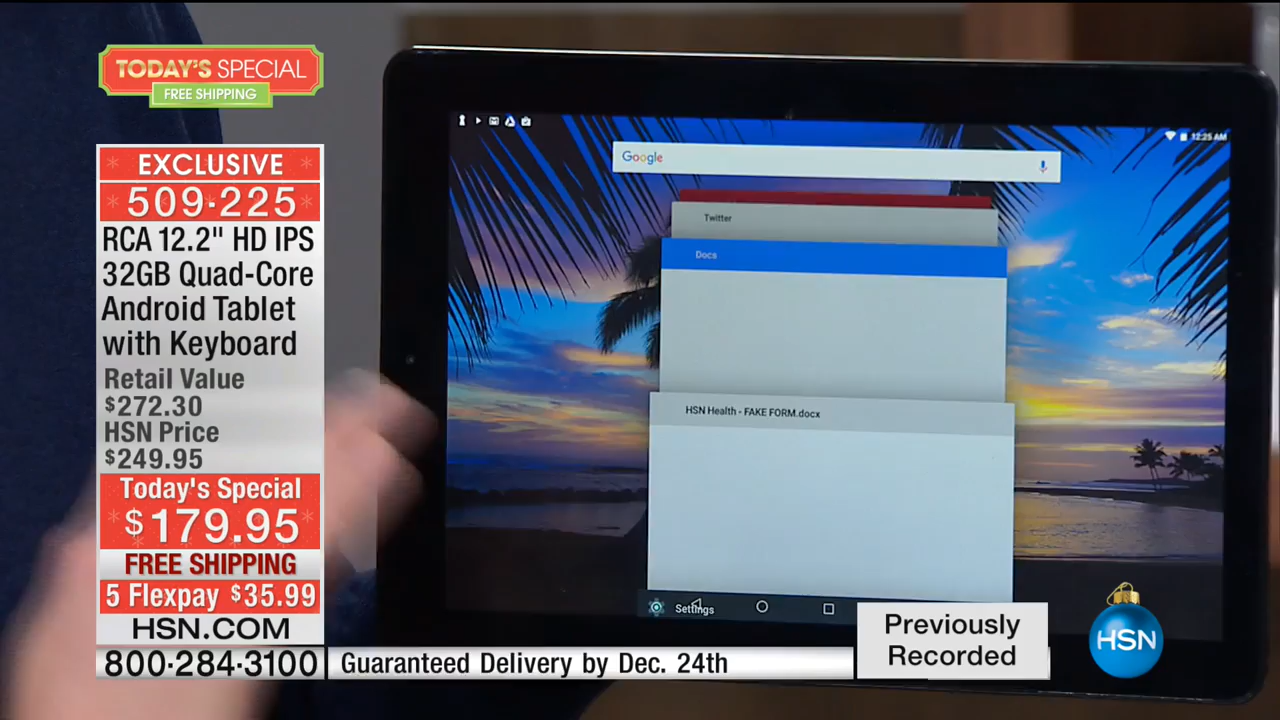 TODAY'S SPECIAL
FREE SHIPPING
EXCLUSIVE
509-225
RCA 12.2" HD IPS
32GB Quad-Core
Android Tablet
with Keyboard
Retail Value
$272.30
HSN Price
$249.95
Today's Special
$179.95
FREE SHIPPING
5 Flexpay $35.99
HSN.COM
800-284-3100
Guaranteed Delivery by Dec. 24th
12:25 AM
Google
Twitter
Docs
HSN Health - FAKE FORM.docx
Settings
Previously
Recorded
HSN